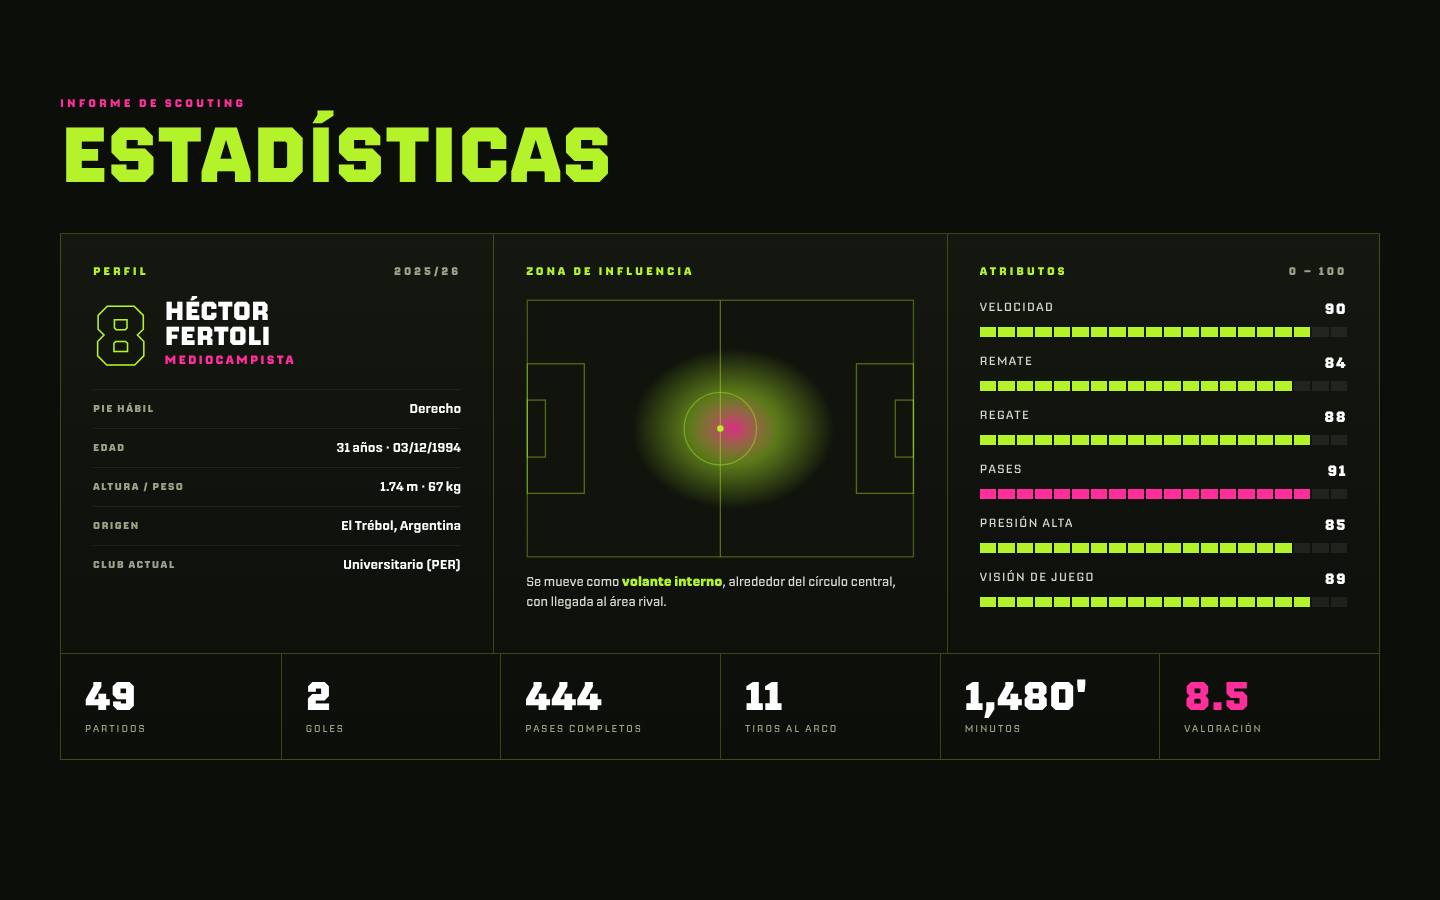 INFORME DE SCOUTING
ESTADÍSTICAS
PERFIL 2025/26
8
HÉCTOR
FERTOLI
MEDIOCAMPISTA
PIE HÁBIL Derecho
EDAD 31 años · 03/12/1994
ALTURA / PESO 1.74 m · 67 kg
ORIGEN El Trébol, Argentina
CLUB ACTUAL Universitario (PER)
ZONA DE INFLUENCIA
Se mueve como volante interno, alrededor del círculo central,
con llegada al área rival.
ATRIBUTOS 0 – 100
VELOCIDAD 90
REMATE 84
REGATE 88
PASES 91
PRESIÓN ALTA 85
VISIÓN DE JUEGO 89
49
PARTIDOS
2
GOLES
444
PASES COMPLETOS
11
TIROS AL ARCO
1,480'
MINUTOS
8.5
VALORACIÓN